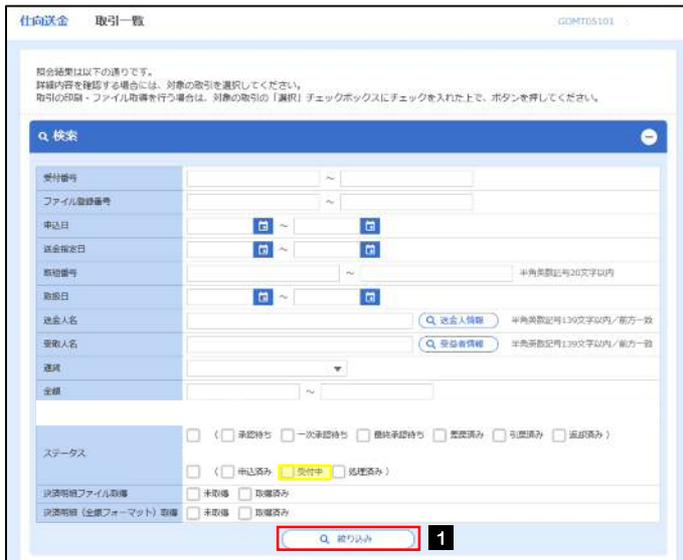 仕向送金 取引一覧 GOMT05101
照会結果は以下の通りです。
詳細内容を確認する場合には、対象の取引を選択してください。
取引の印刷・ファイル取得を行う場合は、対象の取引の「選択」チェックボックスにチェックを入れた上で、ボタンを押してください。
検索
受付番号 ～
ファイル登録番号 ～
申込日 ～
送金指定日 ～
取組番号 ～ 半角英数記号20文字以内
取扱日 ～
送金人名 送金人情報 半角英数記号139文字以内／前方一致
受取人名 受益者情報 半角英数記号139文字以内／前方一致
通貨
金額 ～
ステータス
（ 承認待ち 一次承認待ち 最終承認待ち 差戻済み 引戻済み 返却済み ）
（ 申込済み 受付中 処理済み ）
決済明細ファイル取得 未取得 取得済み
決済明細（全銀フォーマット）取得 未取得 取得済み
絞り込み 1